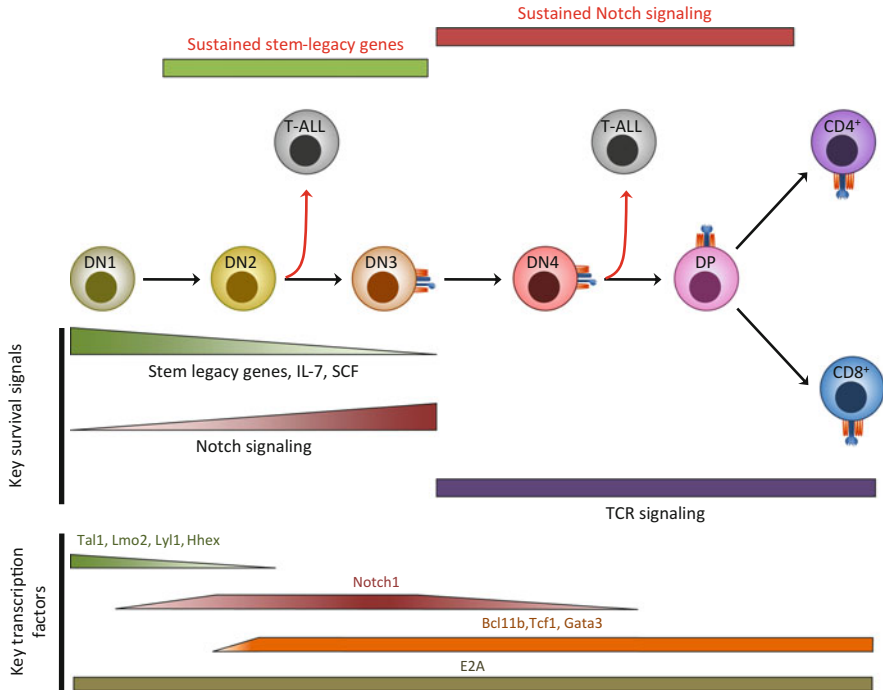 Sustained Notch signaling
Sustained stem-legacy genes
T-ALL
T-ALL
CD4⁺
DN1
DN2
DN3
DN4
DP
CD8⁺
Key survival signals
Stem legacy genes, IL-7, SCF
Notch signaling
TCR signaling
Key transcription
factors
Tal1, Lmo2, Lyl1, Hhex
Notch1
Bcl11b,Tcf1, Gata3
E2A